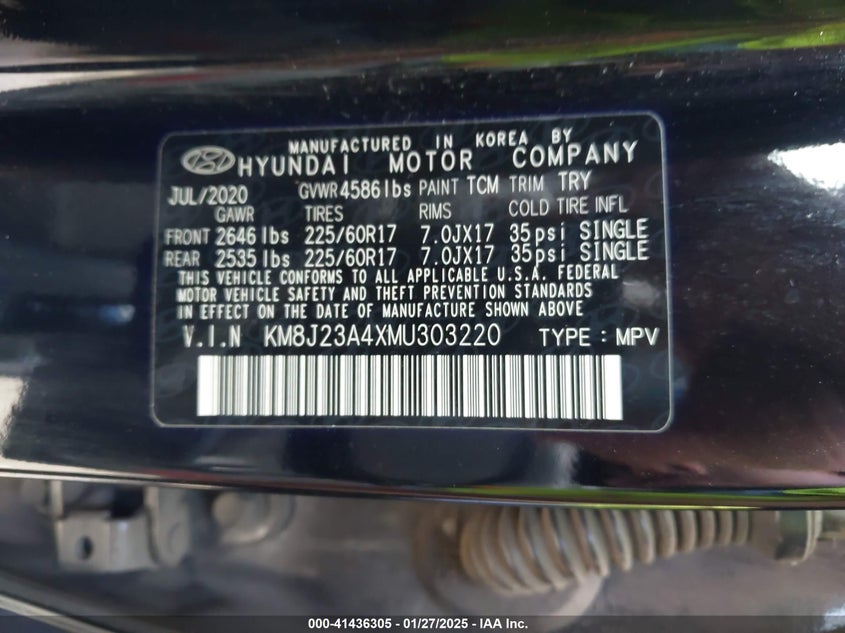 MANUFACTURED IN KOREA BY
HYUNDAI MOTOR COMPANY
JUL/2020 GVWR 4586 lbs PAINT TCM TRIM TRY
GAWR TIRES RIMS COLD TIRE INFL
FRONT 2646 lbs 225/60R17 7.0JX17 35psi SINGLE
REAR 2535 lbs 225/60R17 7.0JX17 35psi SINGLE
THIS VEHICLE CONFORMS TO ALL APPLICABLE U.S.A. FEDERAL
MOTOR VEHICLE SAFETY AND THEFT PREVENTION STANDARDS
IN EFFECT ON THE DATE OF MANUFACTURE SHOWN ABOVE
V.I.N KM8J23A4XMU303220 TYPE : MPV
000-41436305 - 01/27/2025 - IAA Inc.